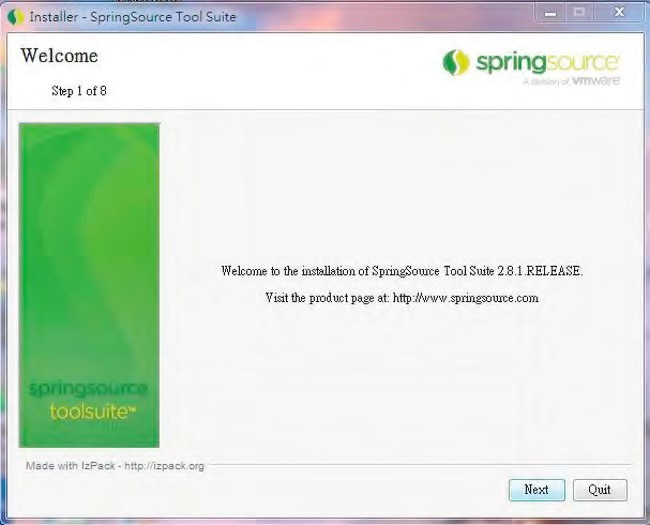 Installer - SpringSource Tool Suite
Welcome
Step 1 of 8
springsource
A division of vmware
Welcome to the installation of SpringSource Tool Suite 2.8.1.RELEASE.
Visit the product page at: http://www.springsource.com
springsource
toolsuite™
Made with IzPack - http://izpack.org
Next
Quit